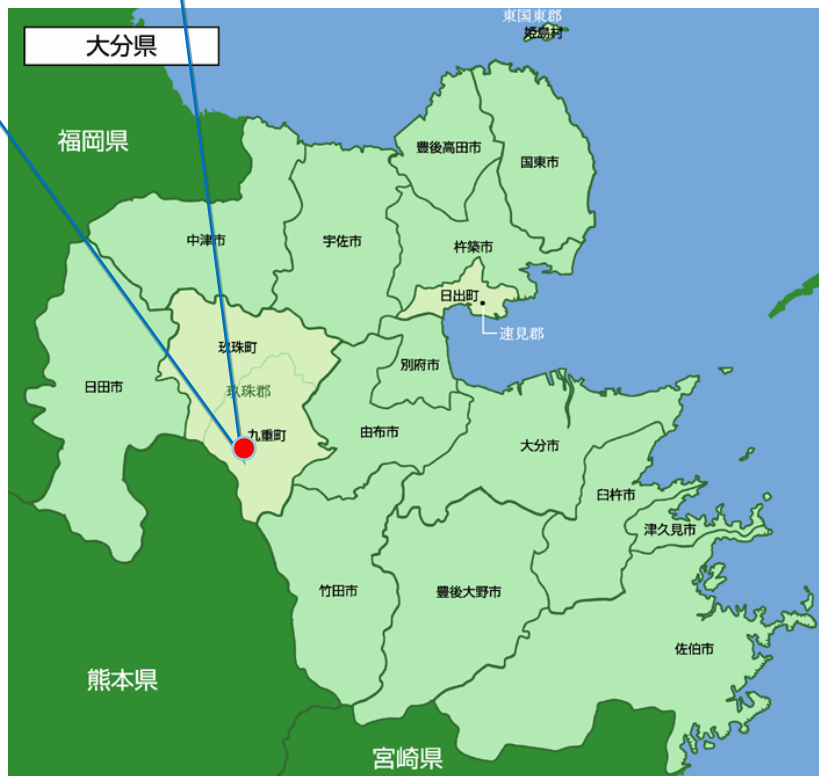 東国東郡
姫島村
大分県
福岡県
豊後高田市
国東市
中津市
宇佐市
杵築市
日出町
速見郡
玖珠町
別府市
日田市
玖珠郡
九重町
由布市
大分市
臼杵市
津久見市
竹田市
豊後大野市
佐伯市
熊本県
宮崎県